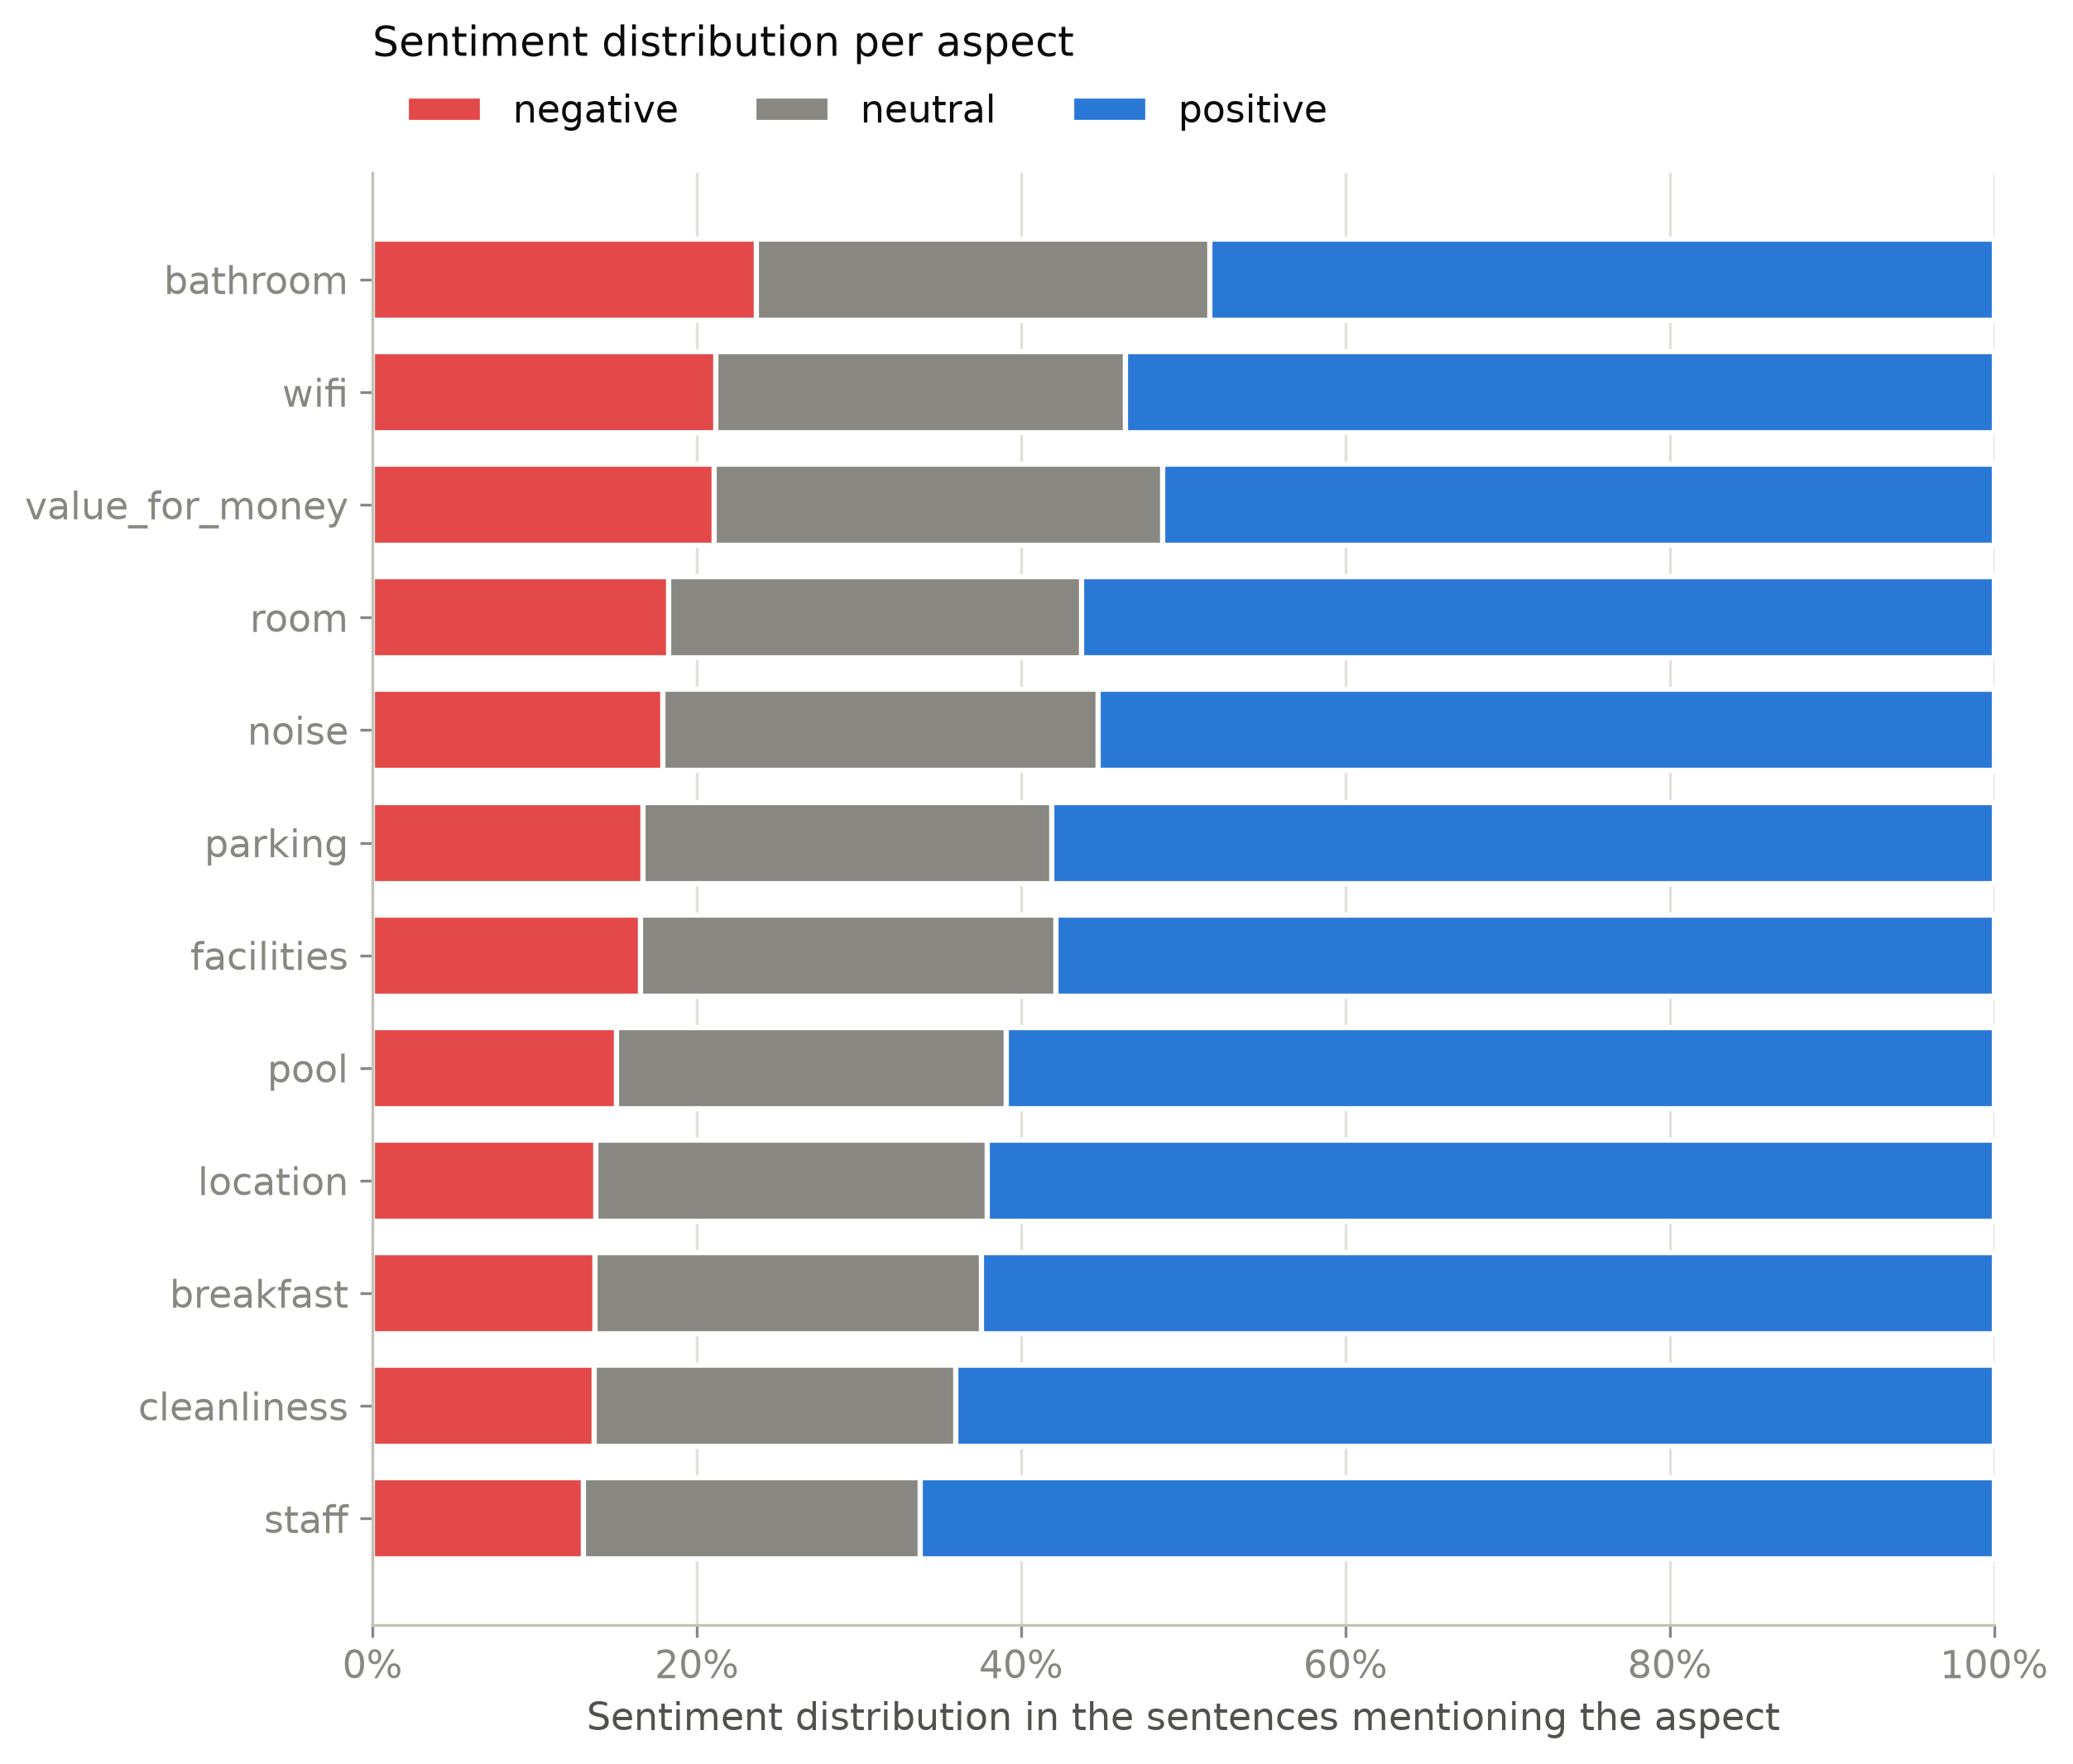 Sentiment distribution per aspect
negative neutral positive
bathroom
wifi
value_for_money
room
noise
parking
facilities
pool
location
breakfast
cleanliness
staff
0% 20% 40% 60% 80% 100%
Sentiment distribution in the sentences mentioning the aspect